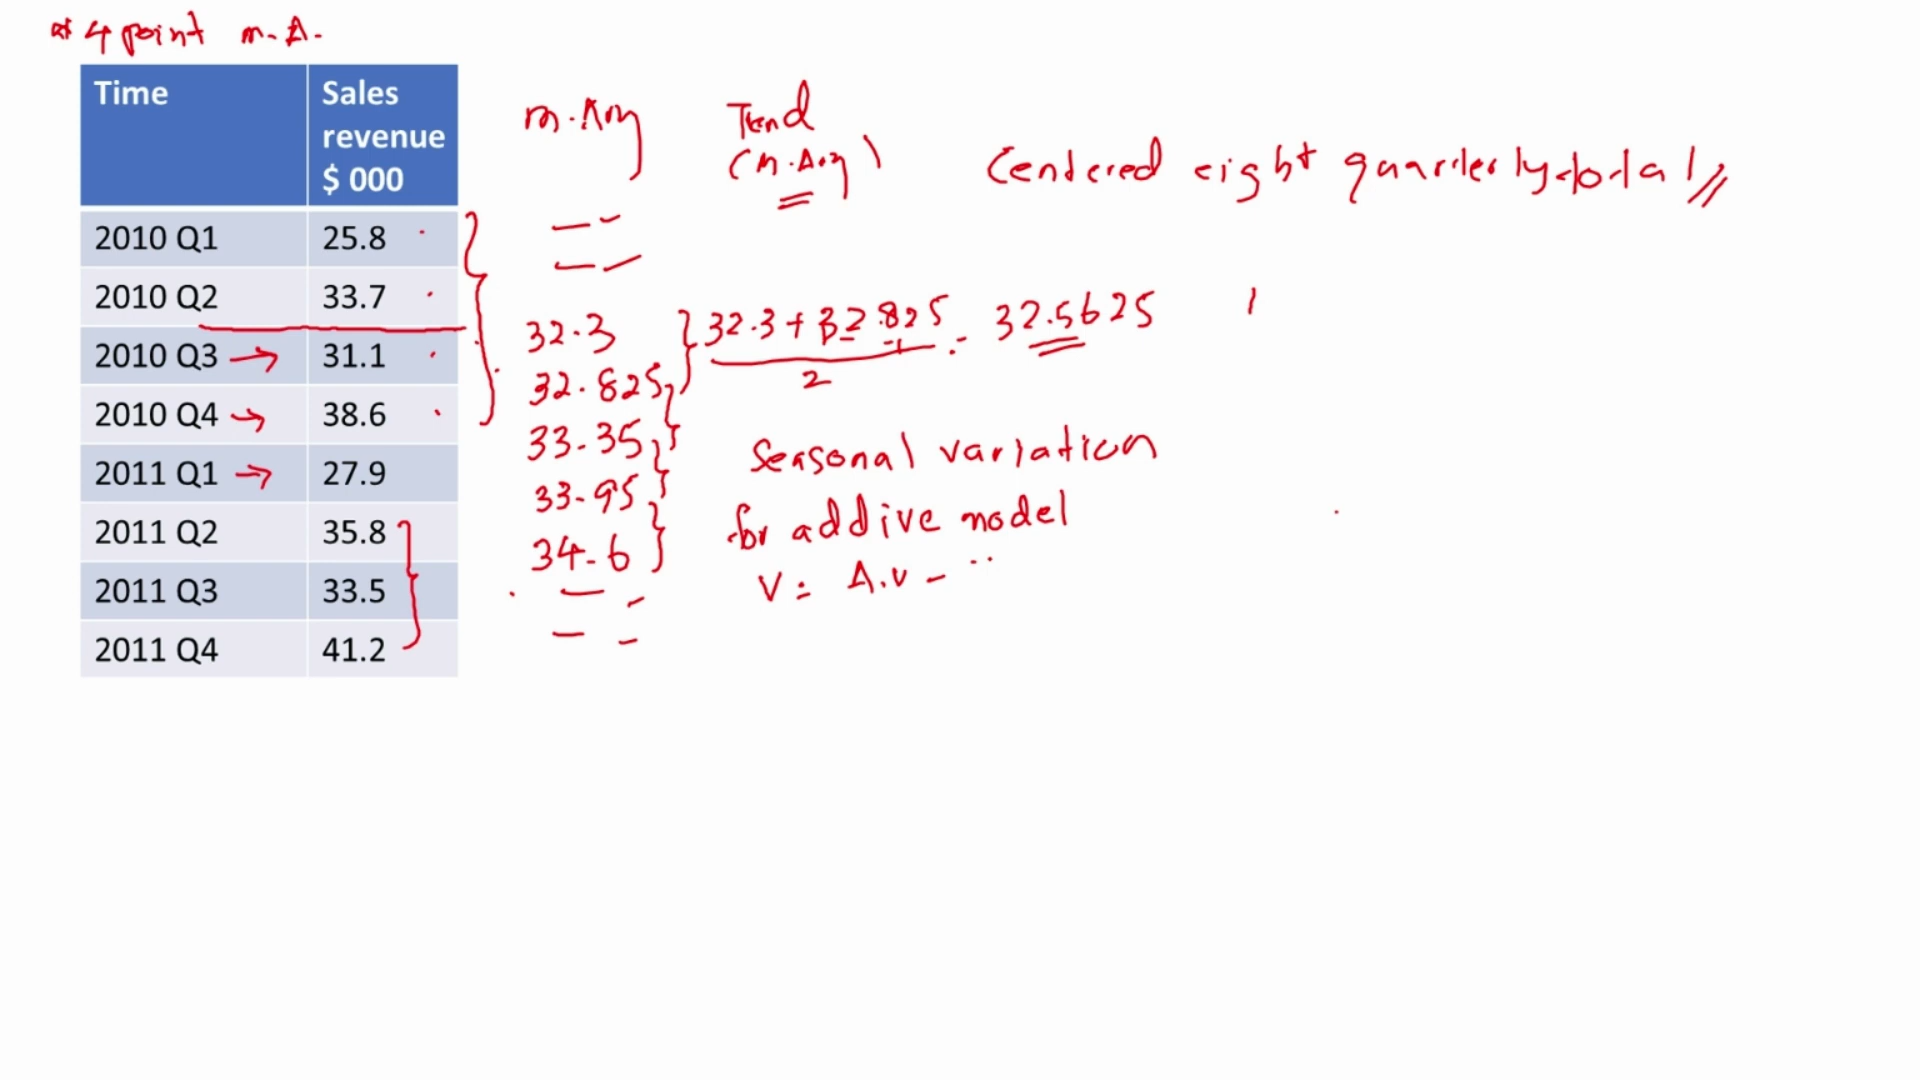 4 point m.A.
Time Sales revenue $ 000
2010 Q1 25.8
2010 Q2 33.7
2010 Q3 31.1
2010 Q4 38.6
2011 Q1 27.9
2011 Q2 35.8
2011 Q3 33.5
2011 Q4 41.2
32.3
32.825
33.35
33.95
34.6
Trend
Centered eight quarterly total
32.3 + 32.825 = 32.5625
2
Seasonal variation
for addive model
V = A.V -